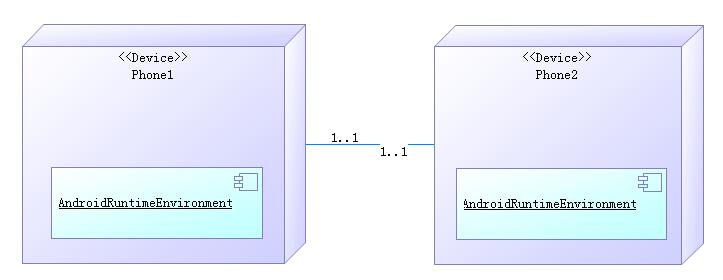 <<Device>>
Phone1
AndroidRuntimeEnvironment
1..1
1..1
<<Device>>
Phone2
AndroidRuntimeEnvironment